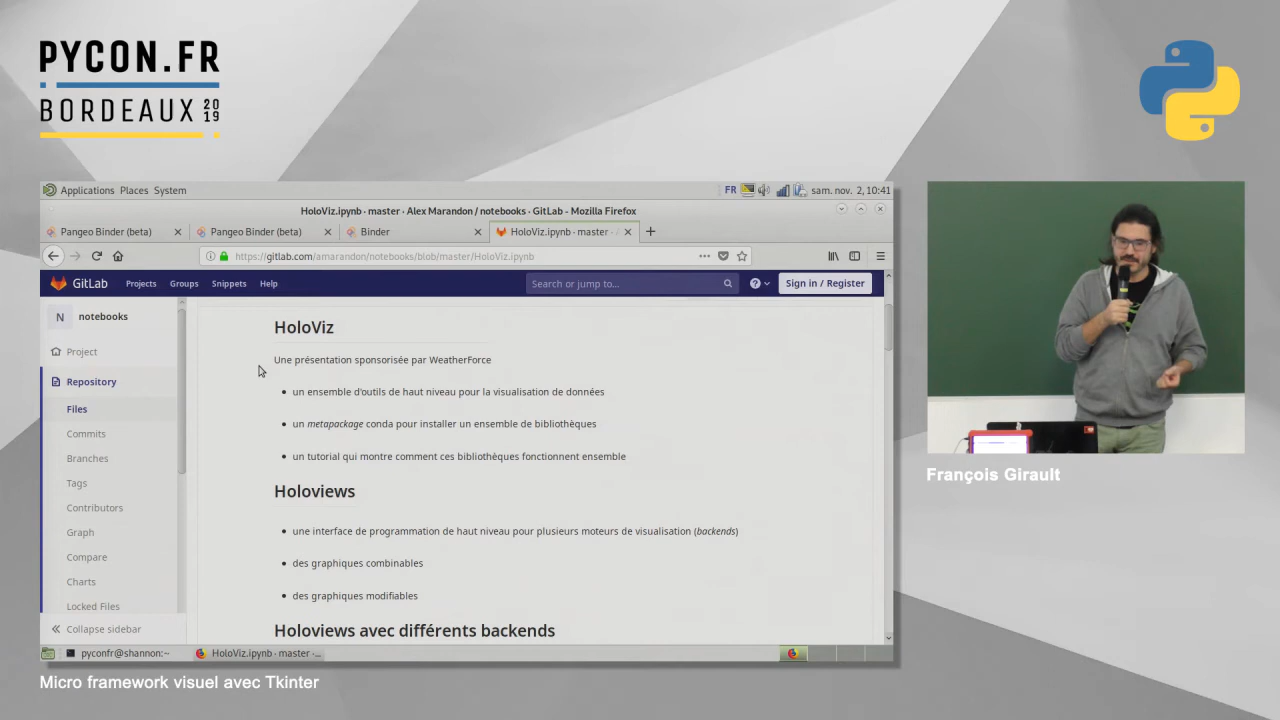 PYCON.FR
BORDEAUX 2019
Applications Places System
FR
sam. nov. 2, 10:41
HoloViz.ipynb · master · Alex Marandon / notebooks · GitLab - Mozilla Firefox
Pangeo Binder (beta)
Pangeo Binder (beta)
Binder
HoloViz.ipynb · master ·
https://gitlab.com/amarandon/notebooks/blob/master/HoloViz.ipynb
GitLab
Projects
Groups
Snippets
Help
Search or jump to...
Sign in / Register
N
notebooks
Project
Repository
Files
Commits
Branches
Tags
Contributors
Graph
Compare
Charts
Locked Files
Collapse sidebar
HoloViz
Une présentation sponsorisée par WeatherForce
un ensemble d'outils de haut niveau pour la visualisation de données
un metapackage conda pour installer un ensemble de bibliothèques
un tutorial qui montre comment ces bibliothèques fonctionnent ensemble
Holoviews
une interface de programmation de haut niveau pour plusieurs moteurs de visualisation (backends)
des graphiques combinables
des graphiques modifiables
Holoviews avec différents backends
pyconfr@shannon:~
HoloViz.ipynb · master ·...
François Girault
Micro framework visuel avec Tkinter